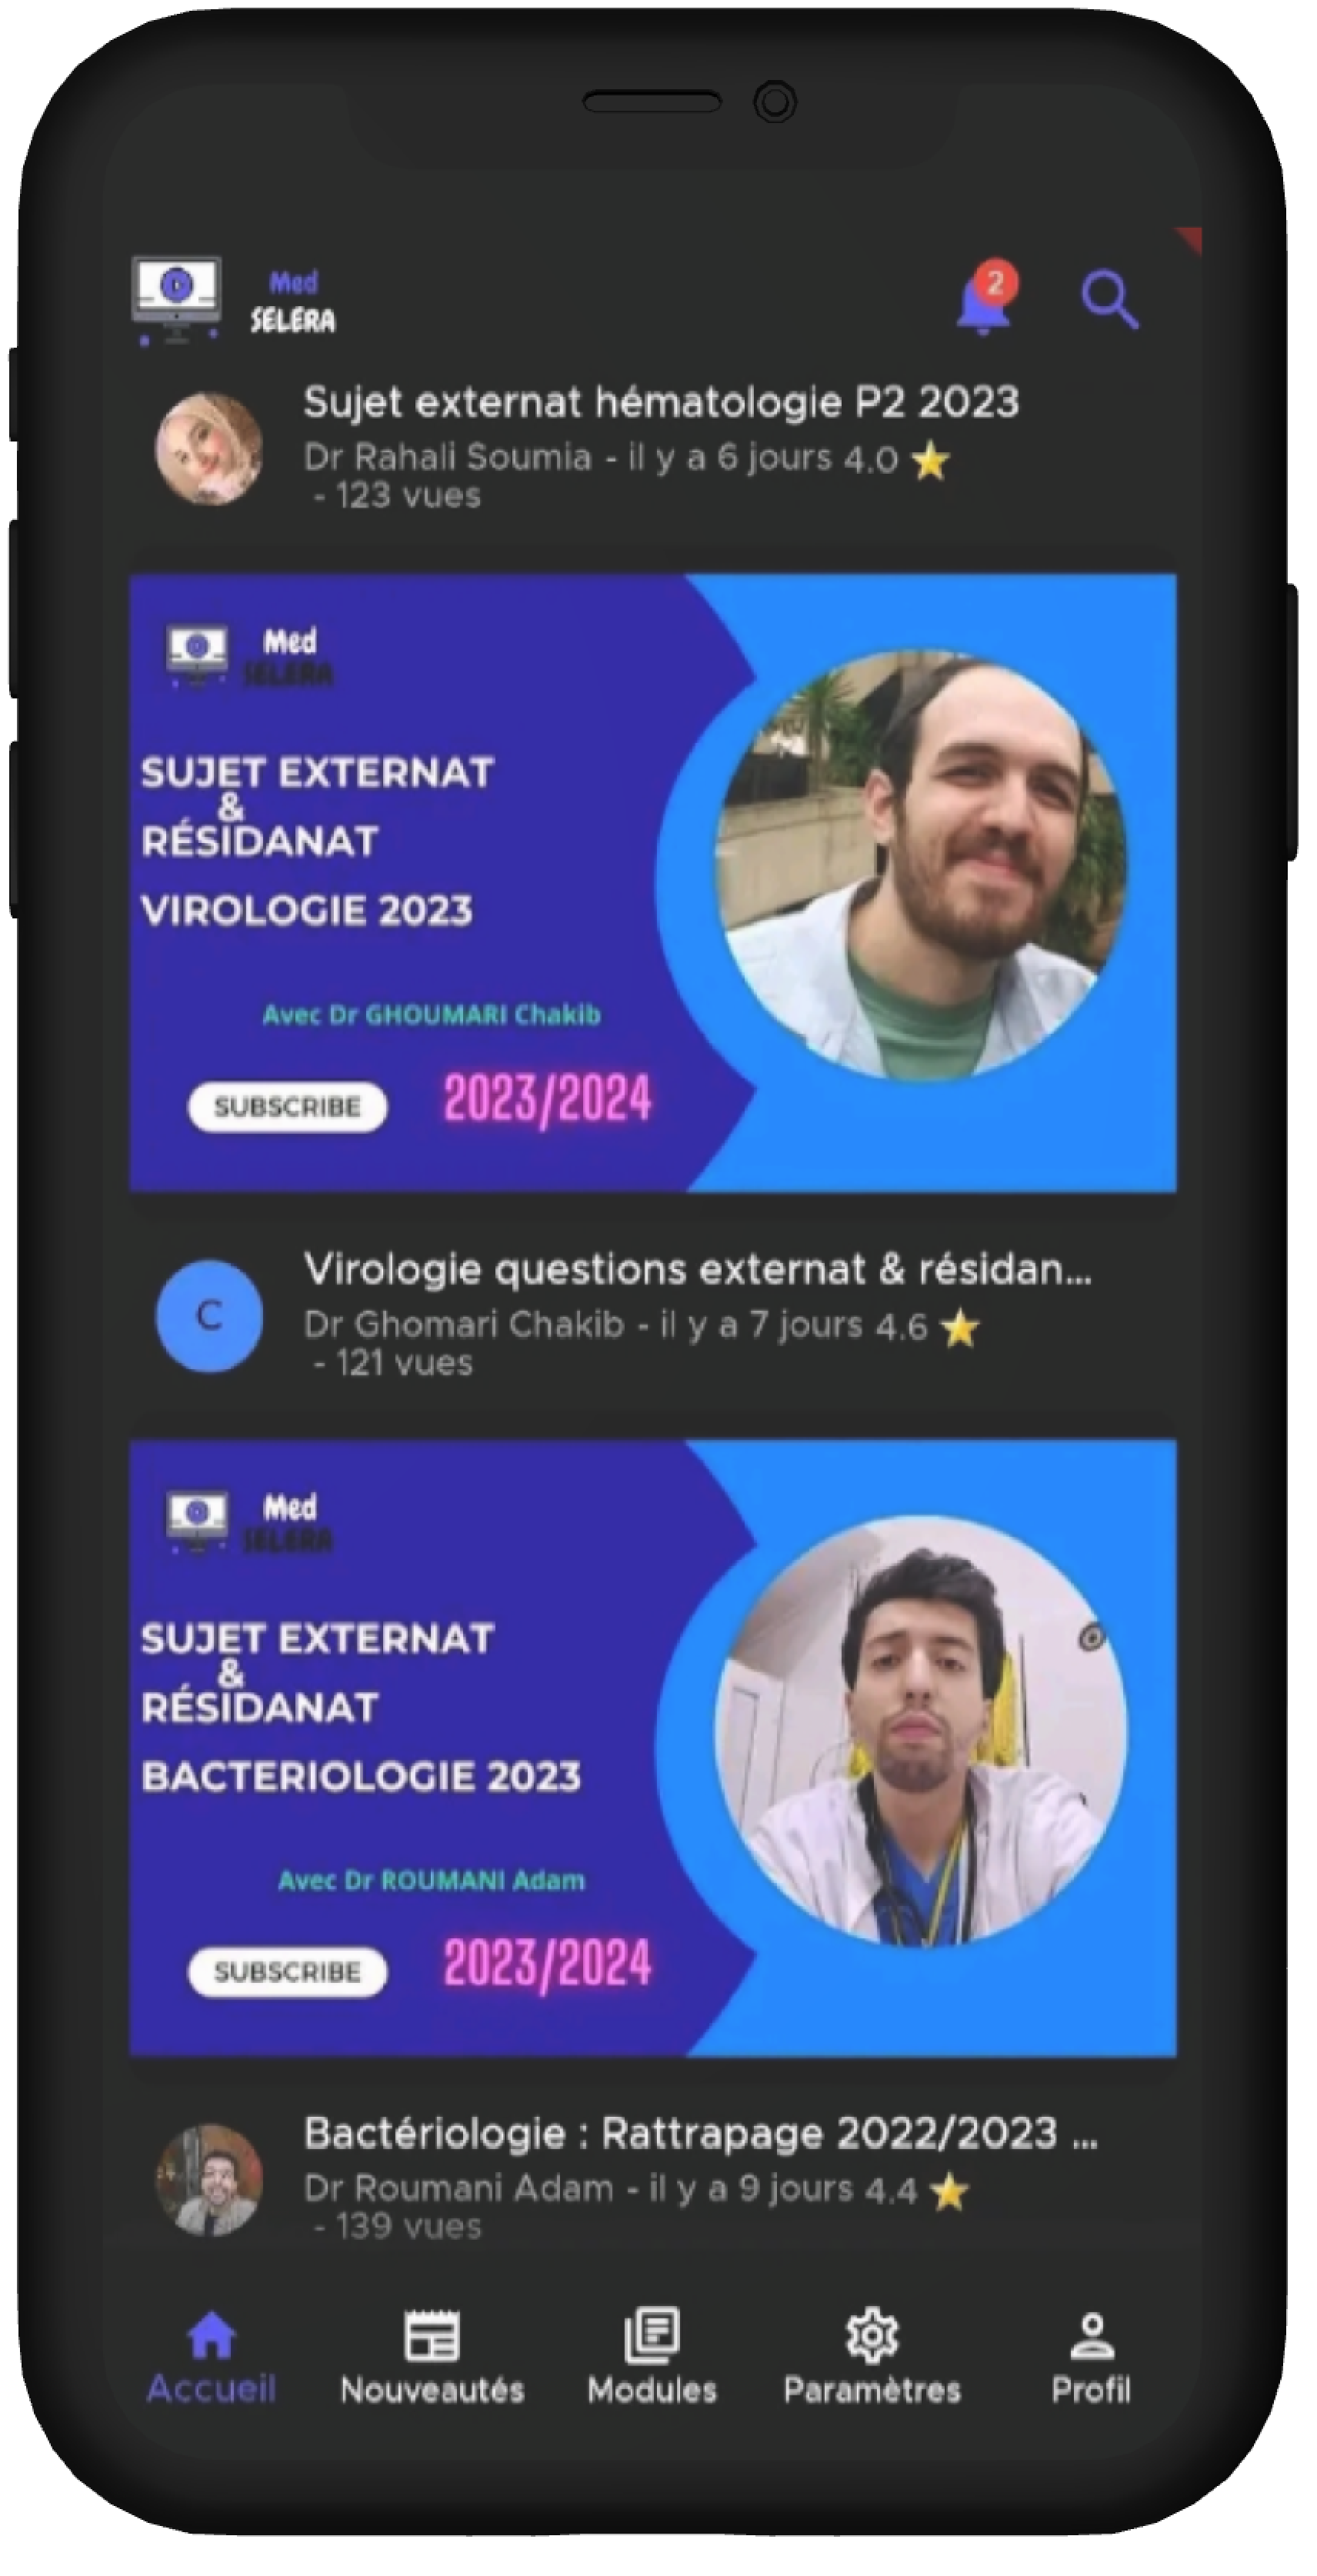 Med
SELERA
2
Sujet externat hématologie P2 2023
Dr Rahali Soumia - il y a 6 jours 4.0
- 123 vues
Med
SELERA
SUJET EXTERNAT
&
RÉSIDANAT
VIROLOGIE 2023
Avec Dr GHOUMARI Chakib
SUBSCRIBE
2023/2024
C
Virologie questions externat & résidan...
Dr Ghomari Chakib - il y a 7 jours 4.6
- 121 vues
Med
SELERA
SUJET EXTERNAT
&
RÉSIDANAT
BACTERIOLOGIE 2023
Avec Dr ROUMANI Adam
SUBSCRIBE
2023/2024
Bactériologie : Rattrapage 2022/2023 ...
Dr Roumani Adam - il y a 9 jours 4.4
- 139 vues
Accueil
Nouveautés
Modules
Paramètres
Profil